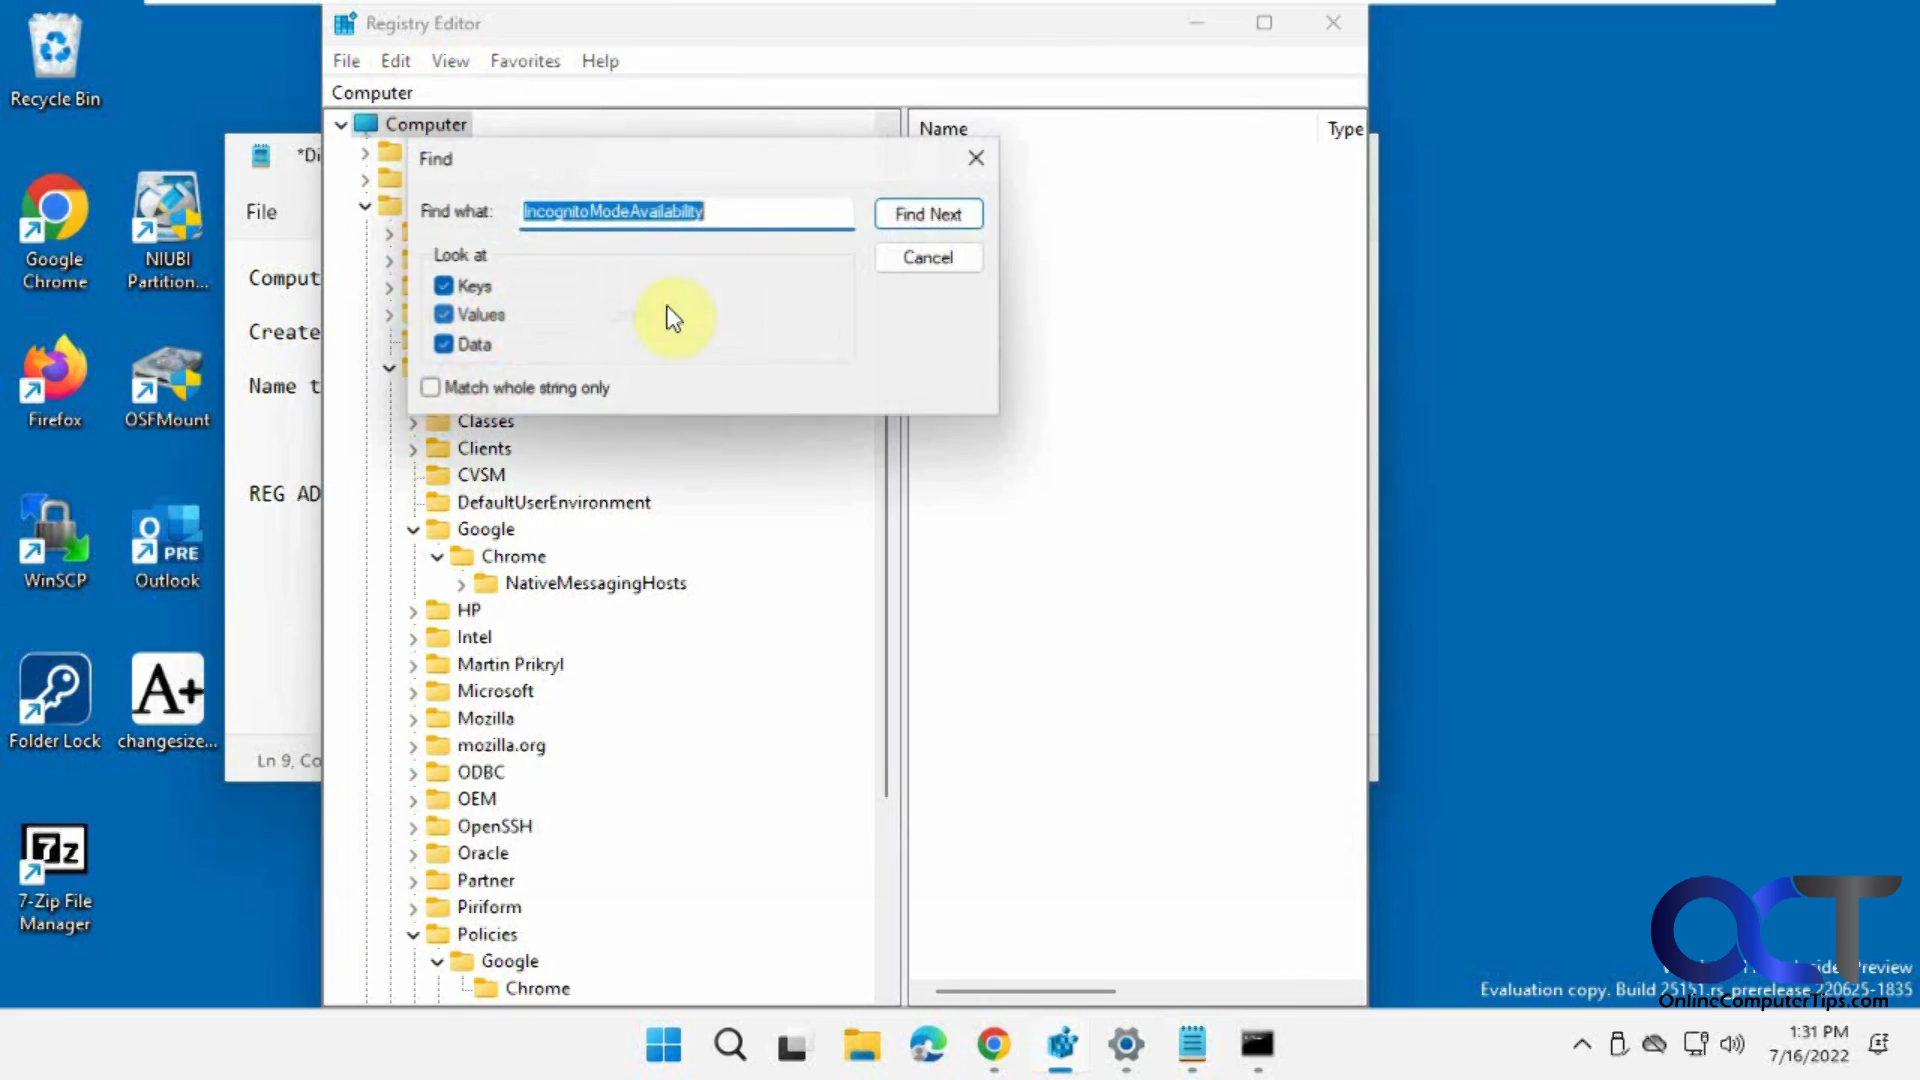 Recycle Bin
Google
Chrome
NIUBI
Partition...
Firefox
OSFMount
WinSCP
Outlook
PRE
Folder Lock
A+
changesize...
7z
7-Zip File
Manager
*Di
File
Comput
Create
Name t
REG AD
Ln 9, Co
Registry Editor
File Edit View Favorites Help
Computer
Computer
Name Type
Find
Find what: IncognitoModeAvailability
Find Next
Look at
Cancel
Keys
Values
Data
Match whole string only
Classes
Clients
CVSM
DefaultUserEnvironment
Google
Chrome
NativeMessagingHosts
HP
Intel
Martin Prikryl
Microsoft
Mozilla
mozilla.org
ODBC
OEM
OpenSSH
Oracle
Partner
Piriform
Policies
Google
Chrome
OCT
Preview
Evaluation copy. Build 25151.rs_prerelease.220625-1835
OnlineComputerTips.com
1:31 PM
7/16/2022